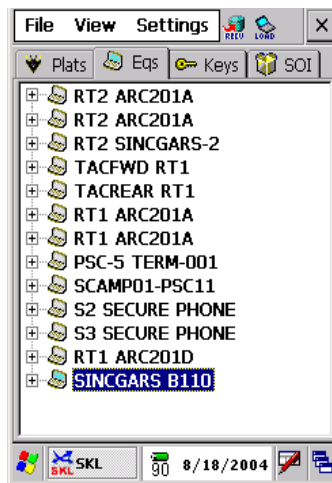 File View Settings RECV LOAD X
Plats Eqs Keys SOI
RT2 ARC201A
RT2 ARC201A
RT2 SINCGARS-2
TACFWD RT1
TACREAR RT1
RT1 ARC201A
RT1 ARC201A
PSC-5 TERM-001
SCAMP01-PSC11
S2 SECURE PHONE
S3 SECURE PHONE
RT1 ARC201D
SINCGARS B110
SKL SKL 90 8/18/2004